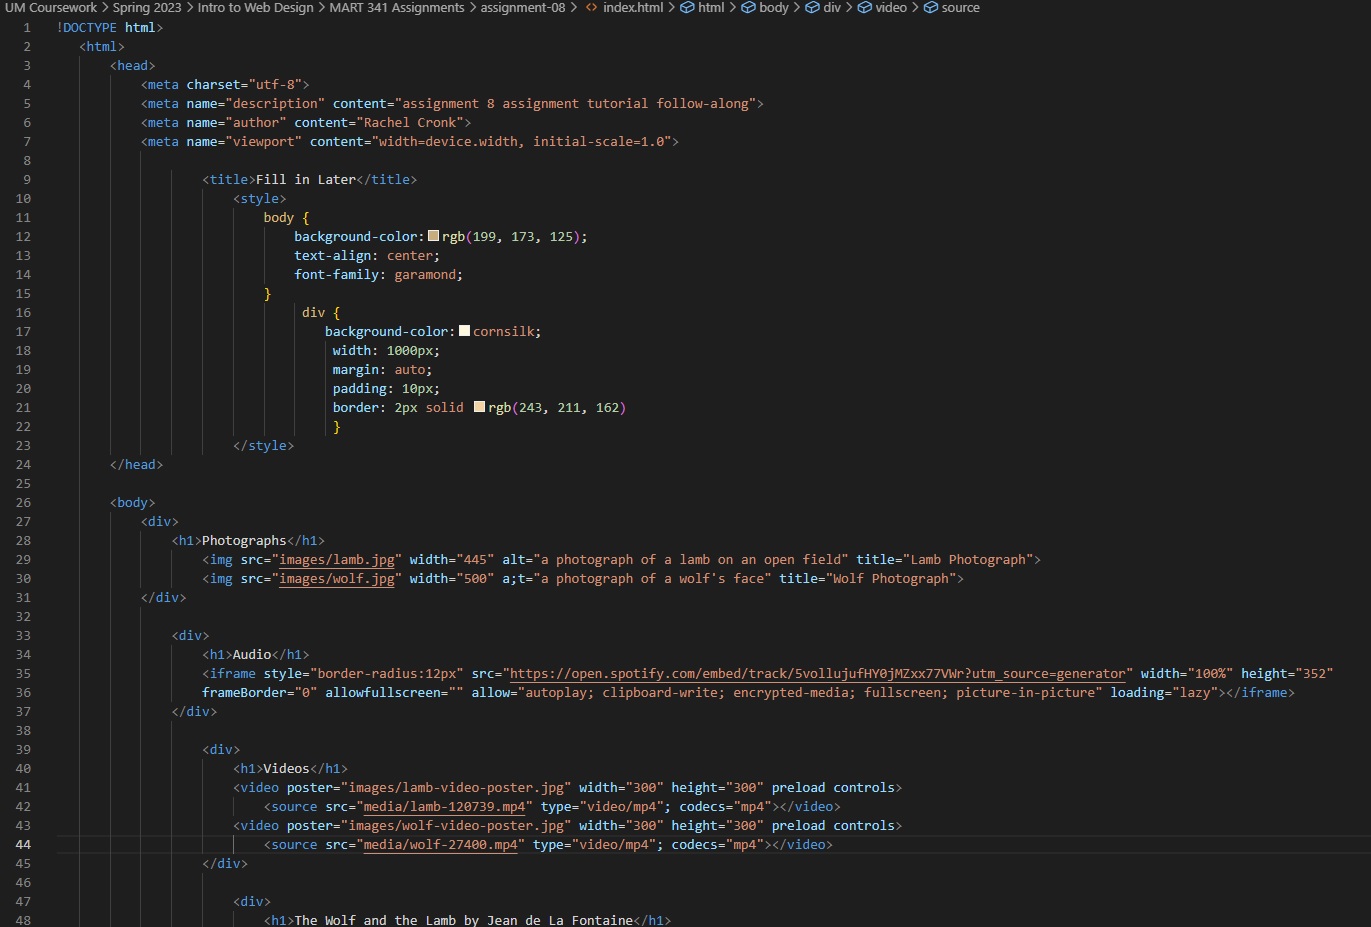 UM Coursework > Spring 2023 > Intro to Web Design > MART 341 Assignments > assignment-08 > <> index.html > html > body > div > video > source
1 !DOCTYPE html>
2 <html>
3 <head>
4 <meta charset="utf-8">
5 <meta name="description" content="assignment 8 assignment tutorial follow-along">
6 <meta name="author" content="Rachel Cronk">
7 <meta name="viewport" content="width=device.width, initial-scale=1.0">
8
9 <title>Fill in Later</title>
10 <style>
11 body {
12 background-color: rgb(199, 173, 125);
13 text-align: center;
14 font-family: garamond;
15 }
16 div {
17 background-color: cornsilk;
18 width: 1000px;
19 margin: auto;
20 padding: 10px;
21 border: 2px solid rgb(243, 211, 162)
22 }
23 </style>
24 </head>
25
26 <body>
27 <div>
28 <h1>Photographs</h1>
29 <img src="images/lamb.jpg" width="445" alt="a photograph of a lamb on an open field" title="Lamb Photograph">
30 <img src="images/wolf.jpg" width="500" a;t="a photograph of a wolf's face" title="Wolf Photograph">
31 </div>
32
33 <div>
34 <h1>Audio</h1>
35 <iframe style="border-radius:12px" src="https://open.spotify.com/embed/track/5vollujufHY0jMZxx77VWr?utm_source=generator" width="100%" height="352"
36 frameBorder="0" allowfullscreen="" allow="autoplay; clipboard-write; encrypted-media; fullscreen; picture-in-picture" loading="lazy"></iframe>
37 </div>
38
39 <div>
40 <h1>Videos</h1>
41 <video poster="images/lamb-video-poster.jpg" width="300" height="300" preload controls>
42 <source src="media/lamb-120739.mp4" type="video/mp4"; codecs="mp4"></video>
43 <video poster="images/wolf-video-poster.jpg" width="300" height="300" preload controls>
44 <source src="media/wolf-27400.mp4" type="video/mp4"; codecs="mp4"></video>
45 </div>
46
47 <div>
48 <h1>The Wolf and the Lamb by Jean de La Fontaine</h1>